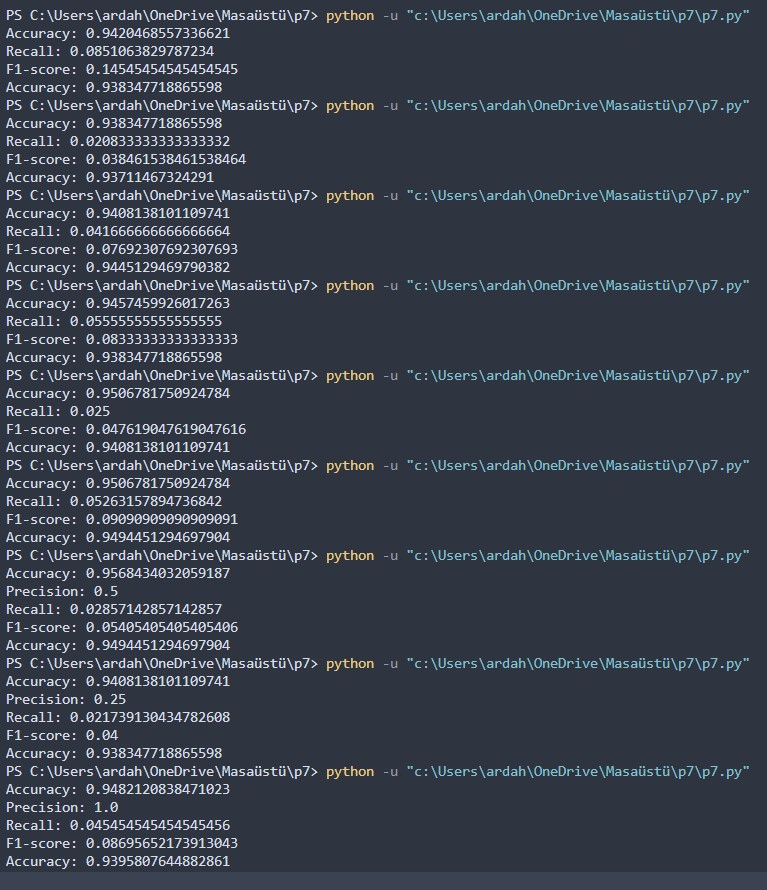 PS C:\Users\ardah\OneDrive\Masaüstü\p7> python -u "c:\Users\ardah\OneDrive\Masaüstü\p7\p7.py"
Accuracy: 0.9420468557336621
Recall: 0.0851063829787234
F1-score: 0.14545454545454545
Accuracy: 0.938347718865598
PS C:\Users\ardah\OneDrive\Masaüstü\p7> python -u "c:\Users\ardah\OneDrive\Masaüstü\p7\p7.py"
Accuracy: 0.938347718865598
Recall: 0.020833333333333332
F1-score: 0.038461538461538464
Accuracy: 0.93711467324291
PS C:\Users\ardah\OneDrive\Masaüstü\p7> python -u "c:\Users\ardah\OneDrive\Masaüstü\p7\p7.py"
Accuracy: 0.9408138101109741
Recall: 0.041666666666666664
F1-score: 0.07692307692307693
Accuracy: 0.9445129469790382
PS C:\Users\ardah\OneDrive\Masaüstü\p7> python -u "c:\Users\ardah\OneDrive\Masaüstü\p7\p7.py"
Accuracy: 0.9457459926017263
Recall: 0.05555555555555555
F1-score: 0.08333333333333333
Accuracy: 0.938347718865598
PS C:\Users\ardah\OneDrive\Masaüstü\p7> python -u "c:\Users\ardah\OneDrive\Masaüstü\p7\p7.py"
Accuracy: 0.9506781750924784
Recall: 0.025
F1-score: 0.047619047619047616
Accuracy: 0.9408138101109741
PS C:\Users\ardah\OneDrive\Masaüstü\p7> python -u "c:\Users\ardah\OneDrive\Masaüstü\p7\p7.py"
Accuracy: 0.9506781750924784
Recall: 0.05263157894736842
F1-score: 0.09090909090909091
Accuracy: 0.9494451294697904
PS C:\Users\ardah\OneDrive\Masaüstü\p7> python -u "c:\Users\ardah\OneDrive\Masaüstü\p7\p7.py"
Accuracy: 0.9568434032059187
Precision: 0.5
Recall: 0.02857142857142857
F1-score: 0.05405405405405406
Accuracy: 0.9494451294697904
PS C:\Users\ardah\OneDrive\Masaüstü\p7> python -u "c:\Users\ardah\OneDrive\Masaüstü\p7\p7.py"
Accuracy: 0.9408138101109741
Precision: 0.25
Recall: 0.021739130434782608
F1-score: 0.04
Accuracy: 0.938347718865598
PS C:\Users\ardah\OneDrive\Masaüstü\p7> python -u "c:\Users\ardah\OneDrive\Masaüstü\p7\p7.py"
Accuracy: 0.9482120838471023
Precision: 1.0
Recall: 0.045454545454545456
F1-score: 0.08695652173913043
Accuracy: 0.9395807644882861